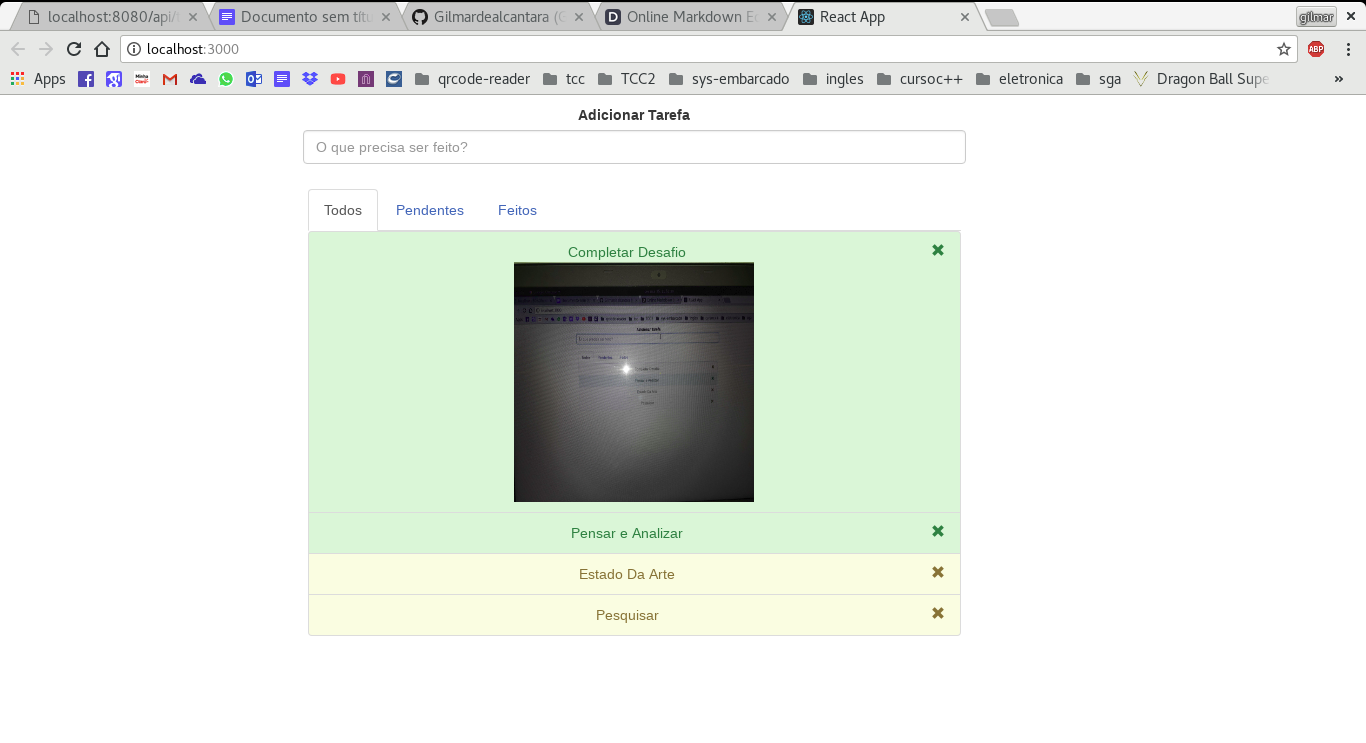 localhost:8080/api/
Documento sem títu
Gilmardealcantara (G
Online Markdown Ed
React App
gilmar
localhost:3000
ABP
Apps
qrcode-reader
tcc
TCC2
sys-embarcado
ingles
cursoc++
eletronica
sga
Dragon Ball Supe
Adicionar Tarefa
O que precisa ser feito?
Todos
Pendentes
Feitos
Completar Desafio
Pensar e Analizar
Estado Da Arte
Pesquisar